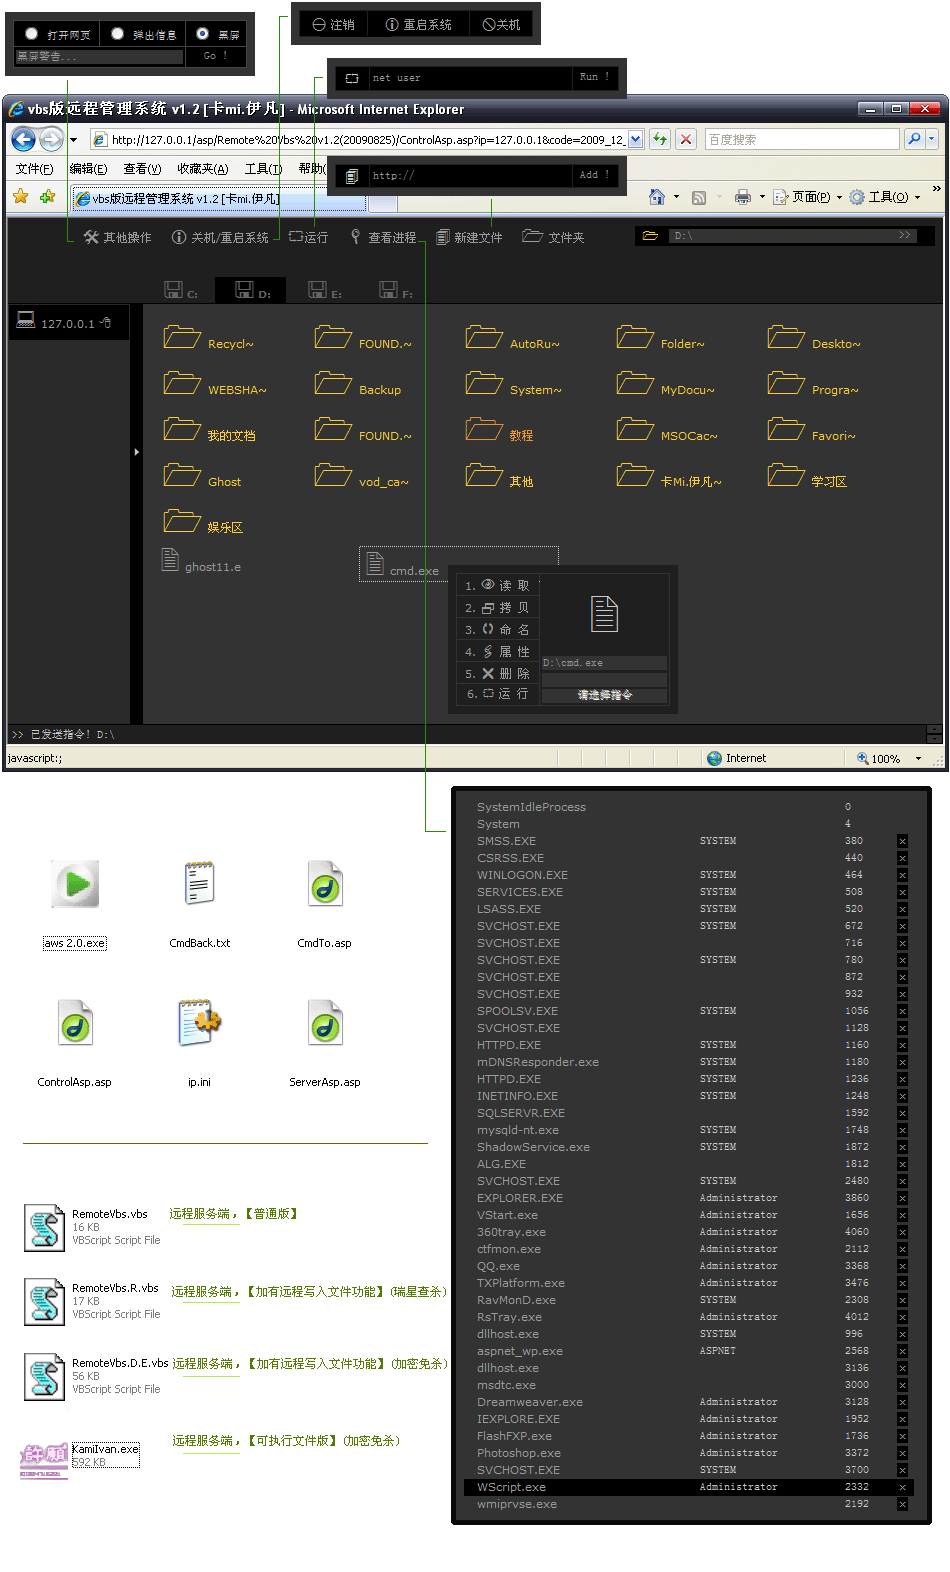 打开网页 弹出信息 黑屏
黑屏警告... Go !
注销 重启系统 关机
net user Run !
vbs版远程管理系统 v1.2 [卡mi.伊凡] - Microsoft Internet Explorer
http://127.0.0.1/asp/Remote%20Vbs%20v1.2(20090825)/ControlAsp.asp?ip=127.0.0.1&code=2009_12_
百度搜索
文件(F) 编辑(E) 查看(V) 收藏夹(A) 工具(T) 帮助(
http:// Add !
vbs版远程管理系统 v1.2 [卡mi.伊凡]
页面(P) 工具(O) »
其他操作 关机/重启系统 运行 查看进程 新建文件 文件夹
D:\ >>
C: D: E: F:
127.0.0.1
Recycl~ FOUND.~ AutoRu~ Folder~ Deskto~
WEBSHA~ Backup System~ MyDocu~ Progra~
我的文档 FOUND.~ 教程 MSOCac~ Favori~
Ghost vod_ca~ 其他 卡Mi.伊凡~ 学习区
娱乐区
ghost11.e cmd.exe
1. 读 取
2. 拷 贝
3. 命 名
4. 属 性
5. 删 除
6. 运 行
D:\cmd.exe
请选择指令
>> 已发送指令! D:\
javascript:; Internet 100%
aws 2.0.exe CmdBack.txt CmdTo.asp
ControlAsp.asp ip.ini ServerAsp.asp
RemoteVbs.vbs
16 KB
VBScript Script File
远程服务端，【普通版】
RemoteVbs.R.vbs
17 KB
VBScript Script File
远程服务端，【加有远程写入文件功能】(瑞星查杀)
RemoteVbs.D.E.vbs
56 KB
VBScript Script File
远程服务端，【加有远程写入文件功能】(加密免杀)
許願
KamiIvan.exe
592 KB
远程服务端，【可执行文件版】(加密免杀)
SystemIdleProcess 0
System 4
SMSS.EXE SYSTEM 380 x
CSRSS.EXE 440 x
WINLOGON.EXE SYSTEM 464 x
SERVICES.EXE SYSTEM 508 x
LSASS.EXE SYSTEM 520 x
SVCHOST.EXE SYSTEM 672 x
SVCHOST.EXE 716 x
SVCHOST.EXE SYSTEM 780 x
SVCHOST.EXE 872 x
SVCHOST.EXE 932 x
SPOOLSV.EXE SYSTEM 1056 x
SVCHOST.EXE 1128 x
HTTPD.EXE SYSTEM 1160 x
mDNSResponder.exe SYSTEM 1180 x
HTTPD.EXE SYSTEM 1236 x
INETINFO.EXE SYSTEM 1248 x
SQLSERVR.EXE 1592 x
mysqld-nt.exe SYSTEM 1748 x
ShadowService.exe SYSTEM 1872 x
ALG.EXE 1812 x
SVCHOST.EXE SYSTEM 2480 x
EXPLORER.EXE Administrator 3860 x
VStart.exe Administrator 1656 x
360tray.exe Administrator 4060 x
ctfmon.exe Administrator 2112 x
QQ.exe Administrator 3368 x
TXPlatform.exe Administrator 3476 x
RavMonD.exe SYSTEM 2308 x
RsTray.exe Administrator 4012 x
dllhost.exe SYSTEM 996 x
aspnet_wp.exe ASPNET 2568 x
dllhost.exe 3136 x
msdtc.exe 3000 x
Dreamweaver.exe Administrator 3128 x
IEXPLORE.EXE Administrator 1952 x
FlashFXP.exe Administrator 1736 x
Photoshop.exe Administrator 3372 x
SVCHOST.EXE SYSTEM 3700 x
WScript.exe Administrator 2332 x
wmiprvse.exe 2192 x